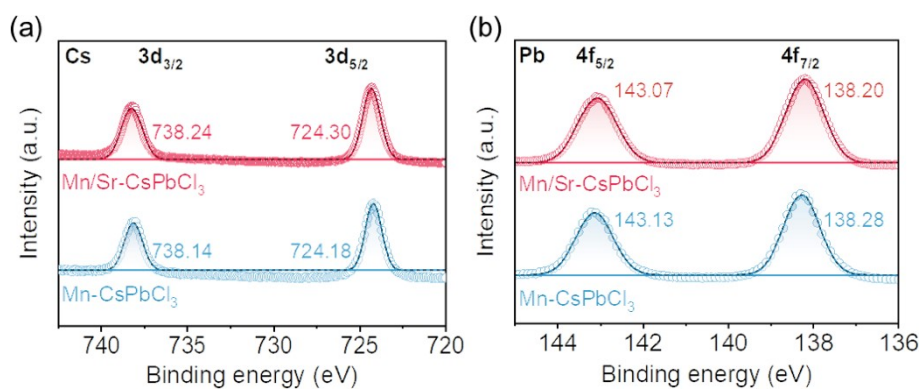 (a)
Cs 3d3/2 3d5/2
738.24 724.30
Mn/Sr-CsPbCl3
738.14 724.18
Mn-CsPbCl3
Intensity (a.u.)
740 735 730 725 720
Binding energy (eV)
(b)
Pb 4f5/2 4f7/2
143.07 138.20
Mn/Sr-CsPbCl3
143.13 138.28
Mn-CsPbCl3
Intensity (a.u.)
144 142 140 138 136
Binding energy (eV)